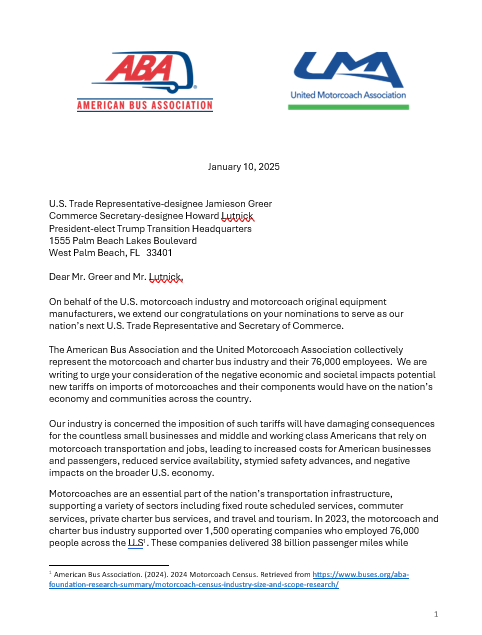 ABA
AMERICAN BUS ASSOCIATION
UMA
United Motorcoach Association
January 10, 2025
U.S. Trade Representative-designee Jamieson Greer
Commerce Secretary-designee Howard Lutnick
President-elect Trump Transition Headquarters
1555 Palm Beach Lakes Boulevard
West Palm Beach, FL 33401
Dear Mr. Greer and Mr. Lutnick,
On behalf of the U.S. motorcoach industry and motorcoach original equipment
manufacturers, we extend our congratulations on your nominations to serve as our
nation's next U.S. Trade Representative and Secretary of Commerce.
The American Bus Association and the United Motorcoach Association collectively
represent the motorcoach and charter bus industry and their 76,000 employees. We are
writing to urge your consideration of the negative economic and societal impacts potential
new tariffs on imports of motorcoaches and their components would have on the nation's
economy and communities across the country.
Our industry is concerned the imposition of such tariffs will have damaging consequences
for the countless small businesses and middle and working class Americans that rely on
motorcoach transportation and jobs, leading to increased costs for American businesses
and passengers, reduced service availability, stymied safety advances, and negative
impacts on the broader U.S. economy.
Motorcoaches are an essential part of the nation's transportation infrastructure,
supporting a variety of sectors including fixed route scheduled services, commuter
services, private charter bus services, and travel and tourism. In 2023, the motorcoach and
charter bus industry supported over 1,500 operating companies who employed 76,000
people across the U.S¹. These companies delivered 38 billion passenger miles while
¹ American Bus Association. (2024). 2024 Motorcoach Census. Retrieved from https://www.buses.org/aba-
foundation-research-summary/motorcoach-census-industry-size-and-scope-research/
1